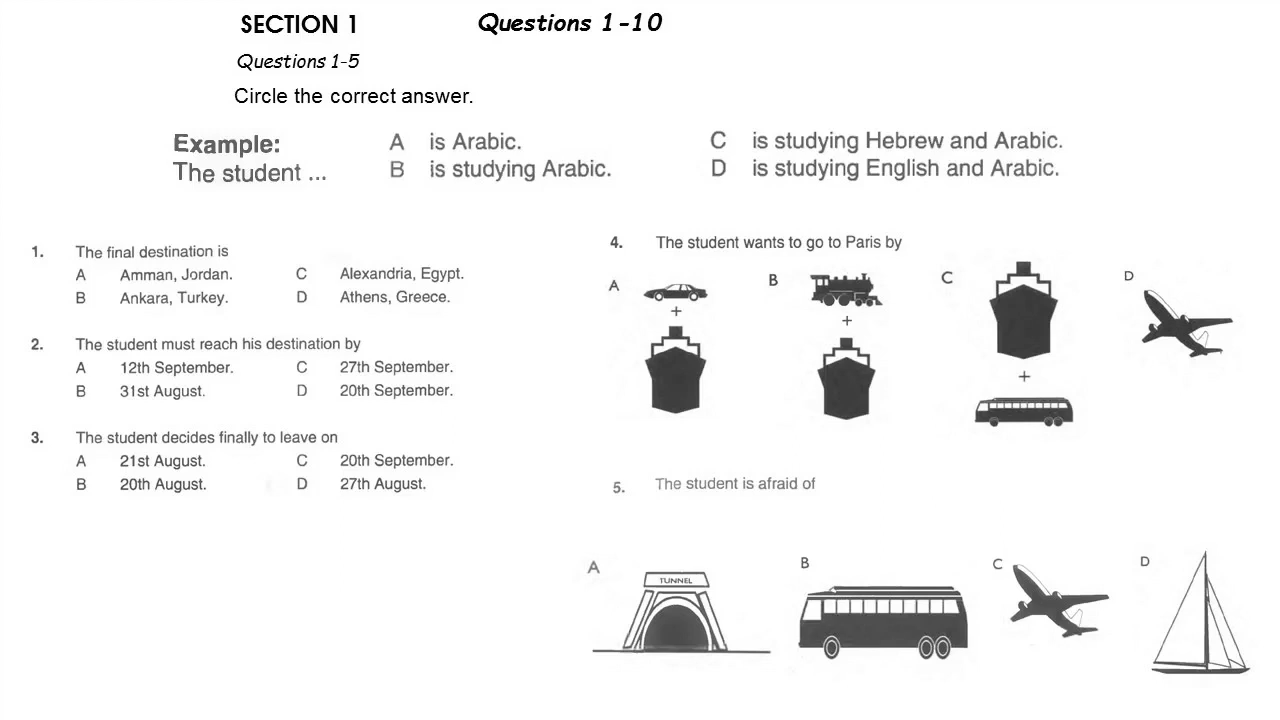 SECTION 1 Questions 1-10
Questions 1-5
Circle the correct answer.
Example: A is Arabic. C is studying Hebrew and Arabic.
The student ... B is studying Arabic. D is studying English and Arabic.
1. The final destination is
A Amman, Jordan. C Alexandria, Egypt.
B Ankara, Turkey. D Athens, Greece.
2. The student must reach his destination by
A 12th September. C 27th September.
B 31st August. D 20th September.
3. The student decides finally to leave on
A 21st August. C 20th September.
B 20th August. D 27th August.
4. The student wants to go to Paris by
A B C D
+ + +
5. The student is afraid of
A B C D
TUNNEL